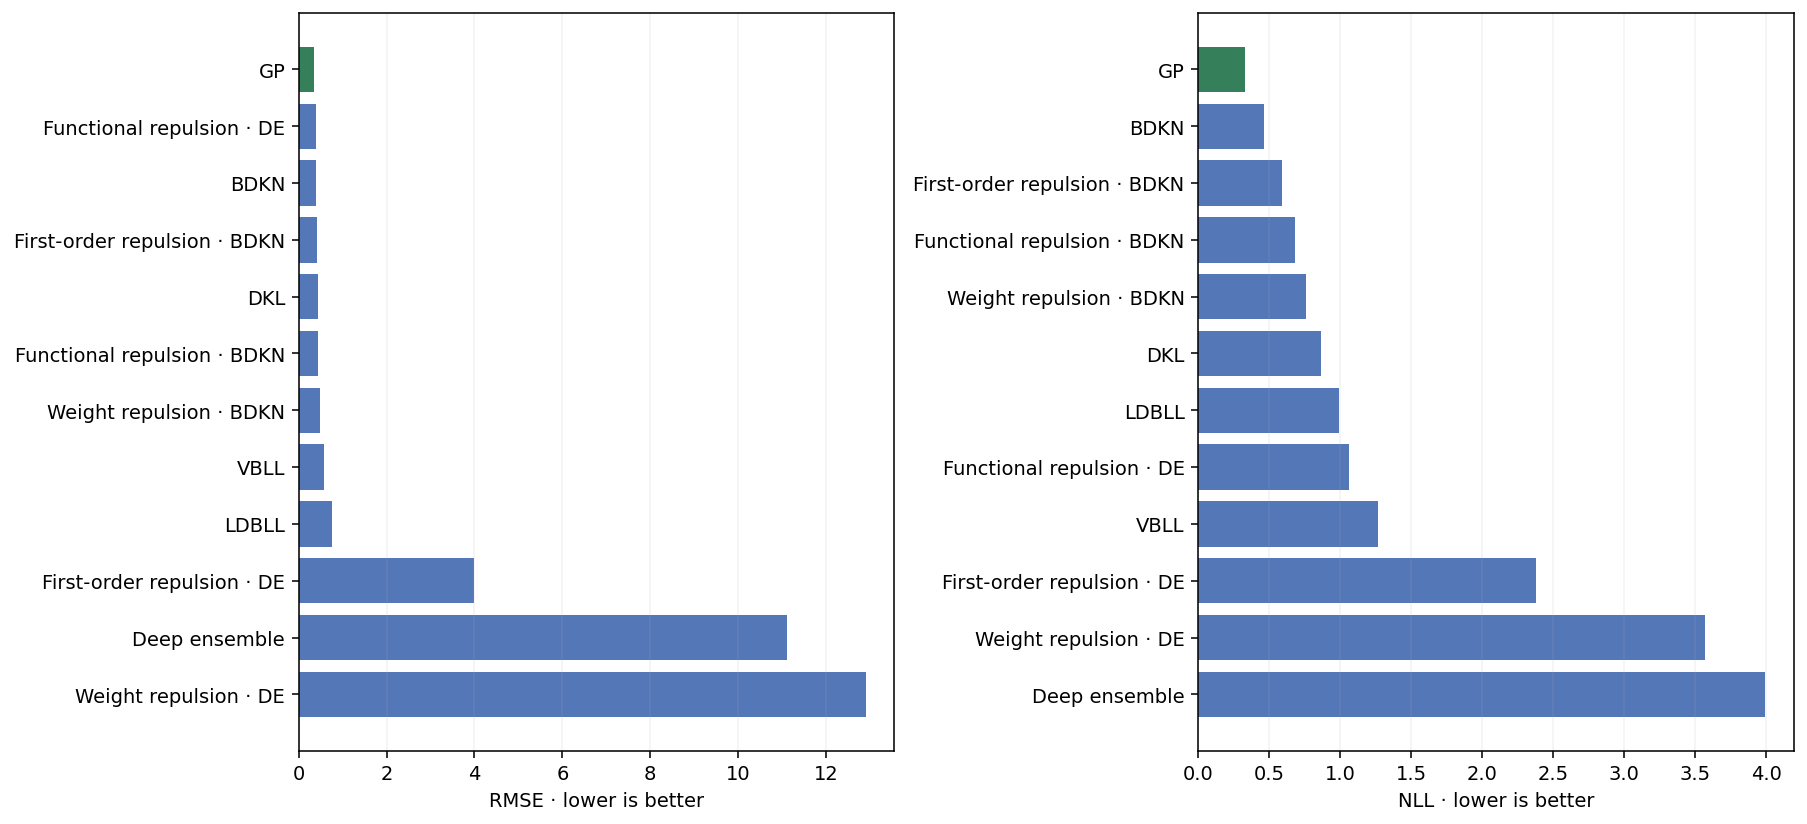 GP
Functional repulsion · DE
BDKN
First-order repulsion · BDKN
DKL
Functional repulsion · BDKN
Weight repulsion · BDKN
VBLL
LDBLL
First-order repulsion · DE
Deep ensemble
Weight repulsion · DE
0 2 4 6 8 10 12
RMSE · lower is better
GP
BDKN
First-order repulsion · BDKN
Functional repulsion · BDKN
Weight repulsion · BDKN
DKL
LDBLL
Functional repulsion · DE
VBLL
First-order repulsion · DE
Weight repulsion · DE
Deep ensemble
0.0 0.5 1.0 1.5 2.0 2.5 3.0 3.5 4.0
NLL · lower is better